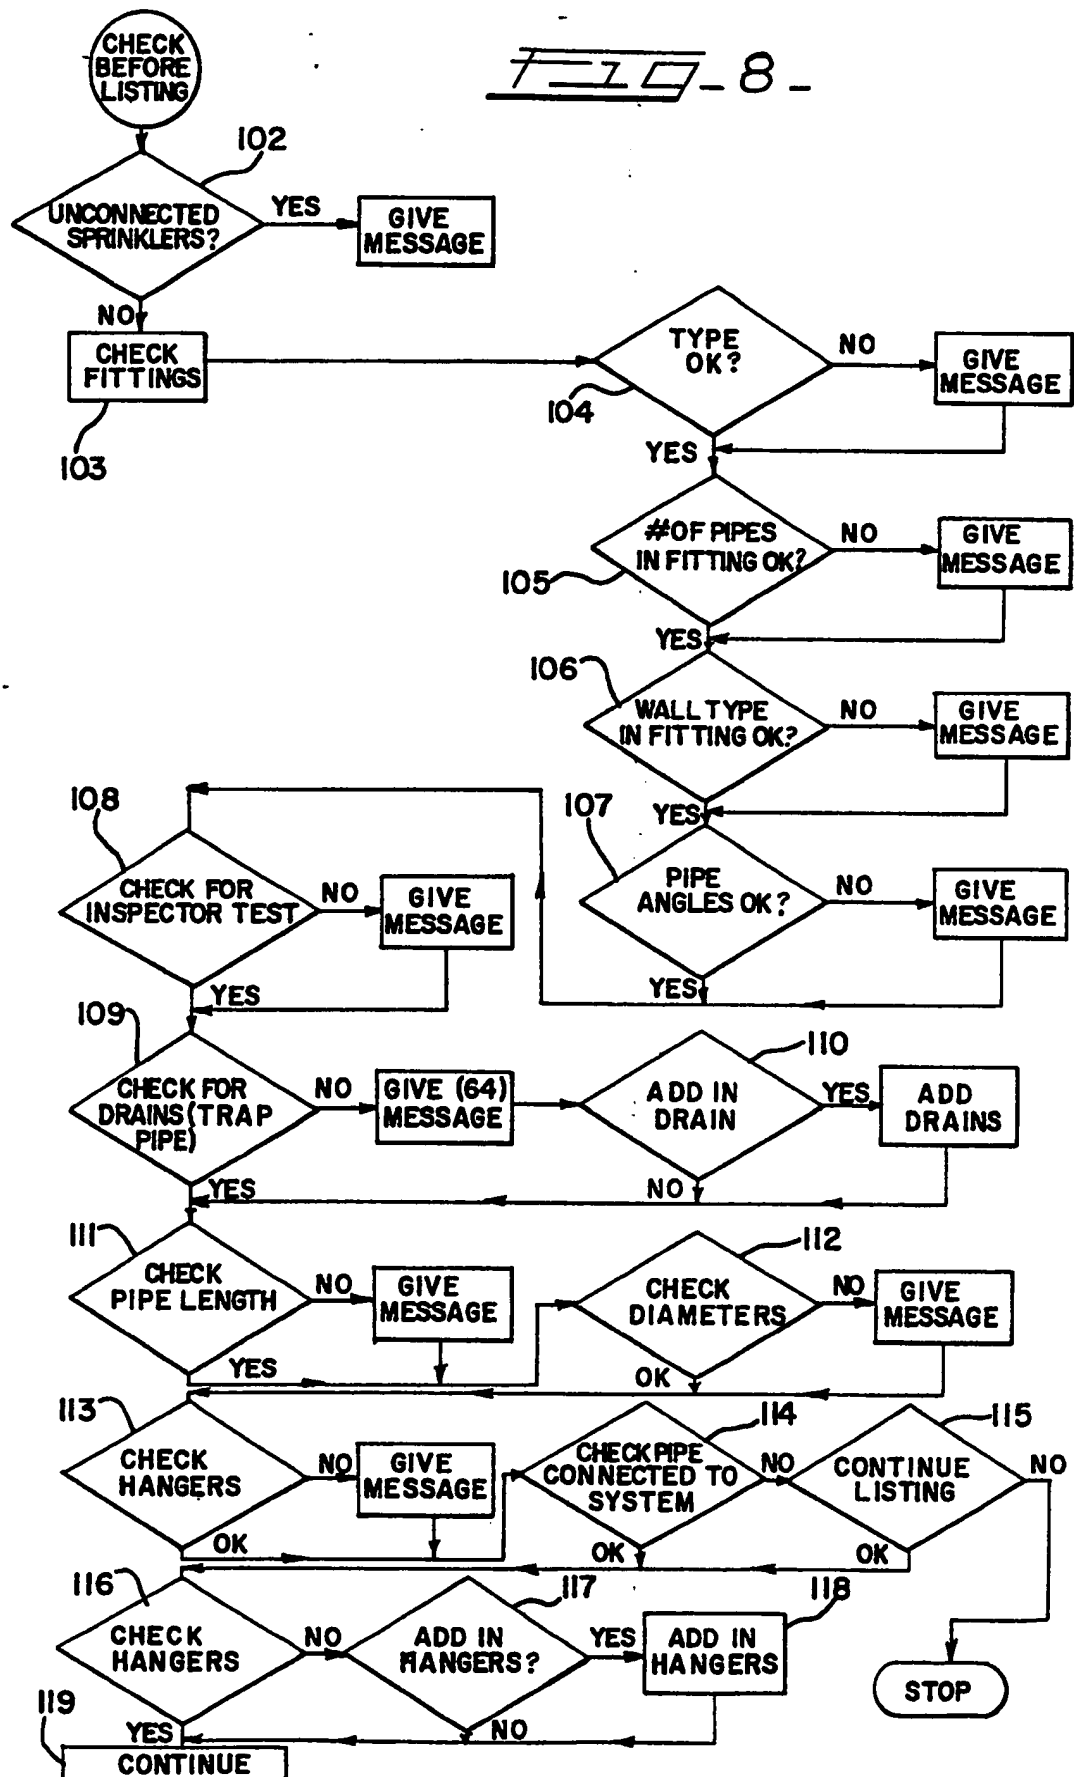 CHECK
BEFORE
LISTING
Fig-8-
102
UNCONNECTED
SPRINKLERS?
YES
GIVE
MESSAGE
NO
CHECK
FITTINGS
103
TYPE
OK?
104
NO
GIVE
MESSAGE
YES
#OF PIPES
IN FITTING OK?
105
NO
GIVE
MESSAGE
YES
106
WALL TYPE
IN FITTING OK?
NO
GIVE
MESSAGE
YES
107
PIPE
ANGLES OK?
NO
GIVE
MESSAGE
YES
108
CHECK FOR
INSPECTOR TEST
NO
GIVE
MESSAGE
YES
109
CHECK FOR
DRAINS(TRAP
PIPE)
NO
GIVE (64)
MESSAGE
110
ADD IN
DRAIN
YES
ADD
DRAINS
NO
YES
111
CHECK
PIPE LENGTH
NO
GIVE
MESSAGE
YES
112
CHECK
DIAMETERS
NO
GIVE
MESSAGE
OK
113
CHECK
HANGERS
NO
GIVE
MESSAGE
OK
114
CHECK PIPE
CONNECTED TO
SYSTEM
NO
OK
115
CONTINUE
LISTING
NO
OK
STOP
116
CHECK
HANGERS
NO
117
ADD IN
HANGERS?
YES
118
ADD IN
HANGERS
NO
YES
119
CONTINUE